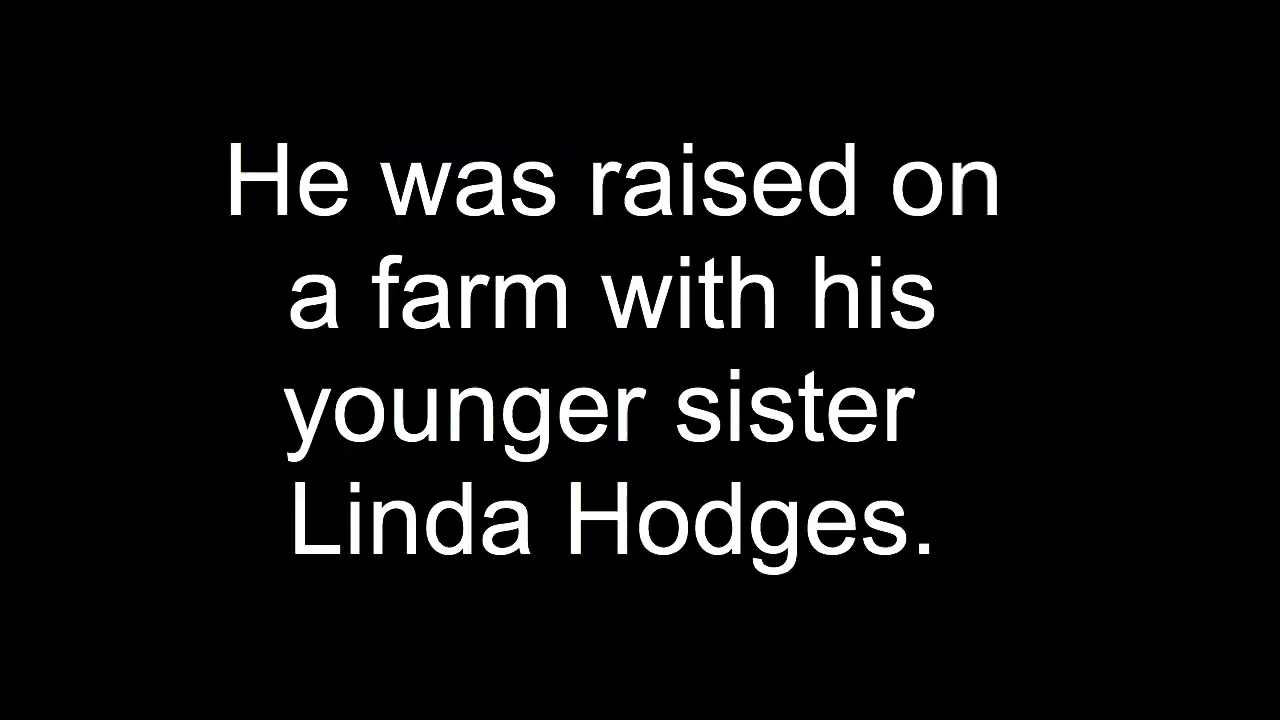 He was raised on
a farm with his
younger sister
Linda Hodges.